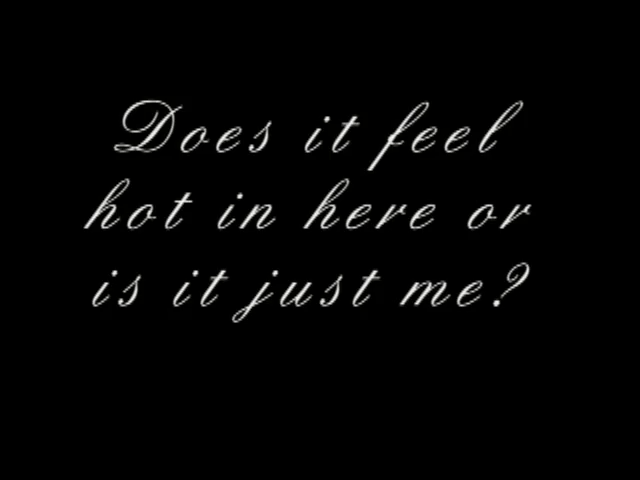 Does it feel
hot in here or
is it just me?